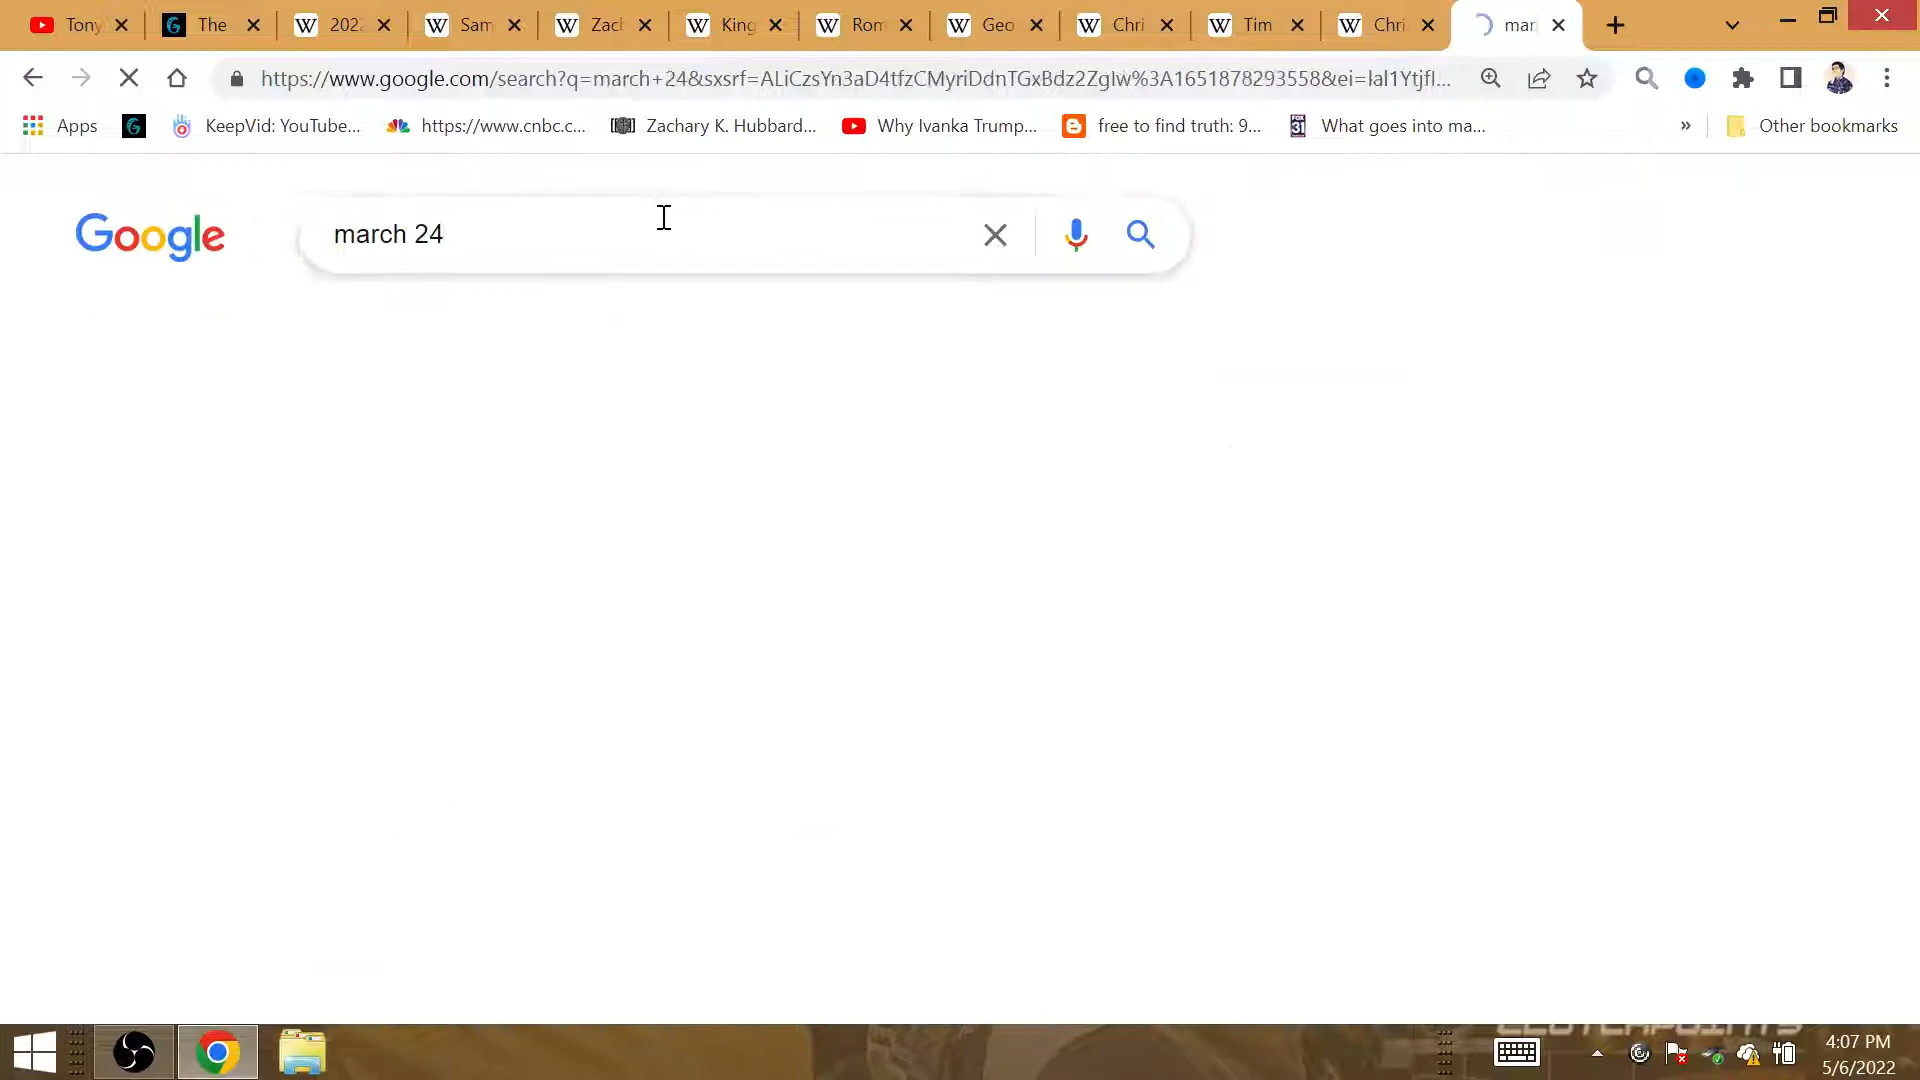 Tony The 202 Sam Zach King Rom Geo Chri Tim Chri mar
https://www.google.com/search?q=march+24&sxsrf=ALiCzsYn3aD4tfzCMyriDdnTGxBdz2Zglw%3A1651878293558&ei=lal1Ytjfl...
Apps KeepVid: YouTube... https://www.cnbc.c... Zachary K. Hubbard... Why Ivanka Trump... free to find truth: 9... What goes into ma... » Other bookmarks
Google march 24
CLUTCHPOINTS
4:07 PM
5/6/2022